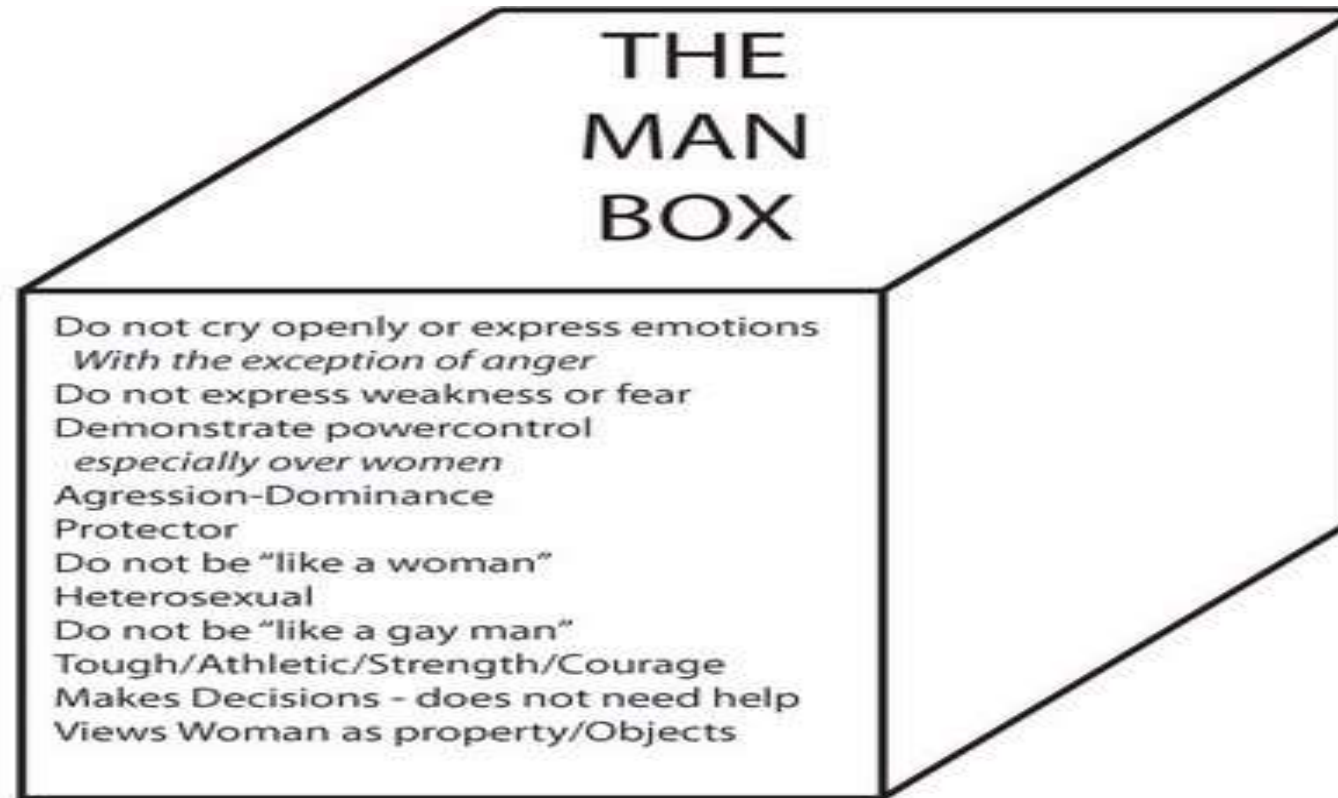 THE
MAN
BOX
Do not cry openly or express emotions
With the exception of anger
Do not express weakness or fear
Demonstrate powercontrol
especially over women
Agression-Dominance
Protector
Do not be “like a woman”
Heterosexual
Do not be “like a gay man”
Tough/Athletic/Strength/Courage
Makes Decisions - does not need help
Views Woman as property/Objects